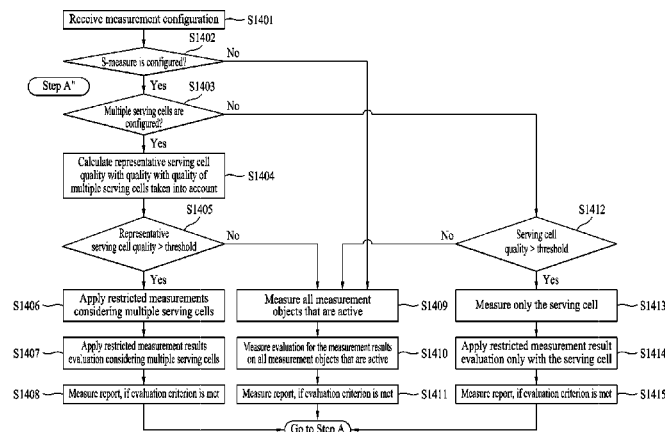 Receive measurement configuration
S1401
S1402
S-measure is configured?
No
Step A"
Yes
S1403
Multiple serving cells are
configured?
No
Yes
Calculate representative serving cell
quality with quality with quality of
multiple serving cells taken into account
S1404
S1405
Representative
serving cell quality > threshold
No
Yes
S1412
No
Serving cell
quality > threshold
Yes
S1406
Apply restricted measurements
considering multiple serving cells
Measure all measurement
objects that are active
S1409
Measure only the serving cell
S1413
S1407
Apply restricted measurement results
evaluation considering multiple serving cells
Measure evaluation for the measurement results
on all measurement objects that are active
S1410
Apply restricted measurement result
evaluation only with the serving cell
S1414
S1408
Measure report, if evaluation criterion is met
Measure report, if evaluation criterion is met
S1411
Measure report, if evaluation criterion is met
S1415
Go to Step A